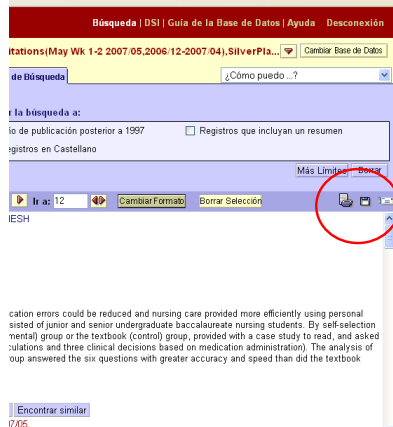 Búsqueda | DSI | Guía de la Base de Datos | Ayuda Desconexión
itations(May Wk 1-2 2007/05,2006/12-2007/04),SilverPla... Cambiar Base de Datos
de Búsqueda ¿Cómo puedo ...?
r la búsqueda a:
ño de publicación posterior a 1997 Registros que incluyan un resumen
egistros en Castellano
Más Límites Borrar
Ir a: 12 Cambiar Formato Borrar Selección
IESH
cation errors could be reduced and nursing care provided more efficiently using personal
sisted of junior and senior undergraduate baccalaureate nursing students. By self-selection
mental) group or the textbook (control) group, provided with a case study to read, and asked
culations and three clinical decisions based on medication administration). The analysis of
oup answered the six questions with greater accuracy and speed than did the textbook
Encontrar similar
7/05